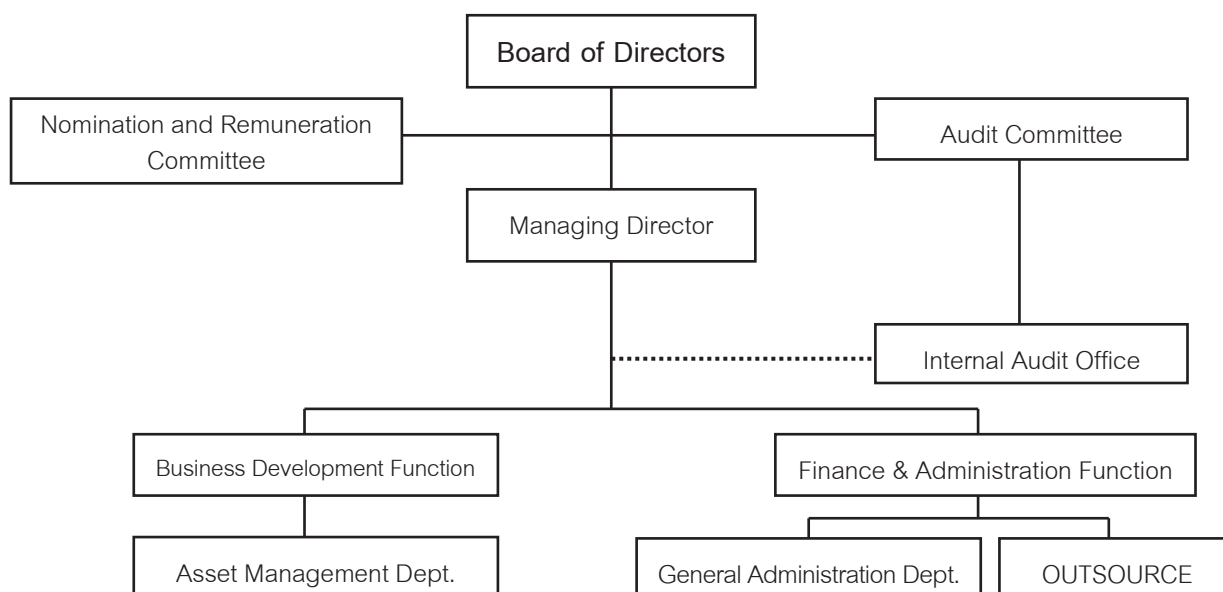 Board of Directors
Nomination and Remuneration
Committee
Audit Committee
Managing Director
Internal Audit Office
Business Development Function
Finance & Administration Function
Asset Management Dept.
General Administration Dept.
OUTSOURCE